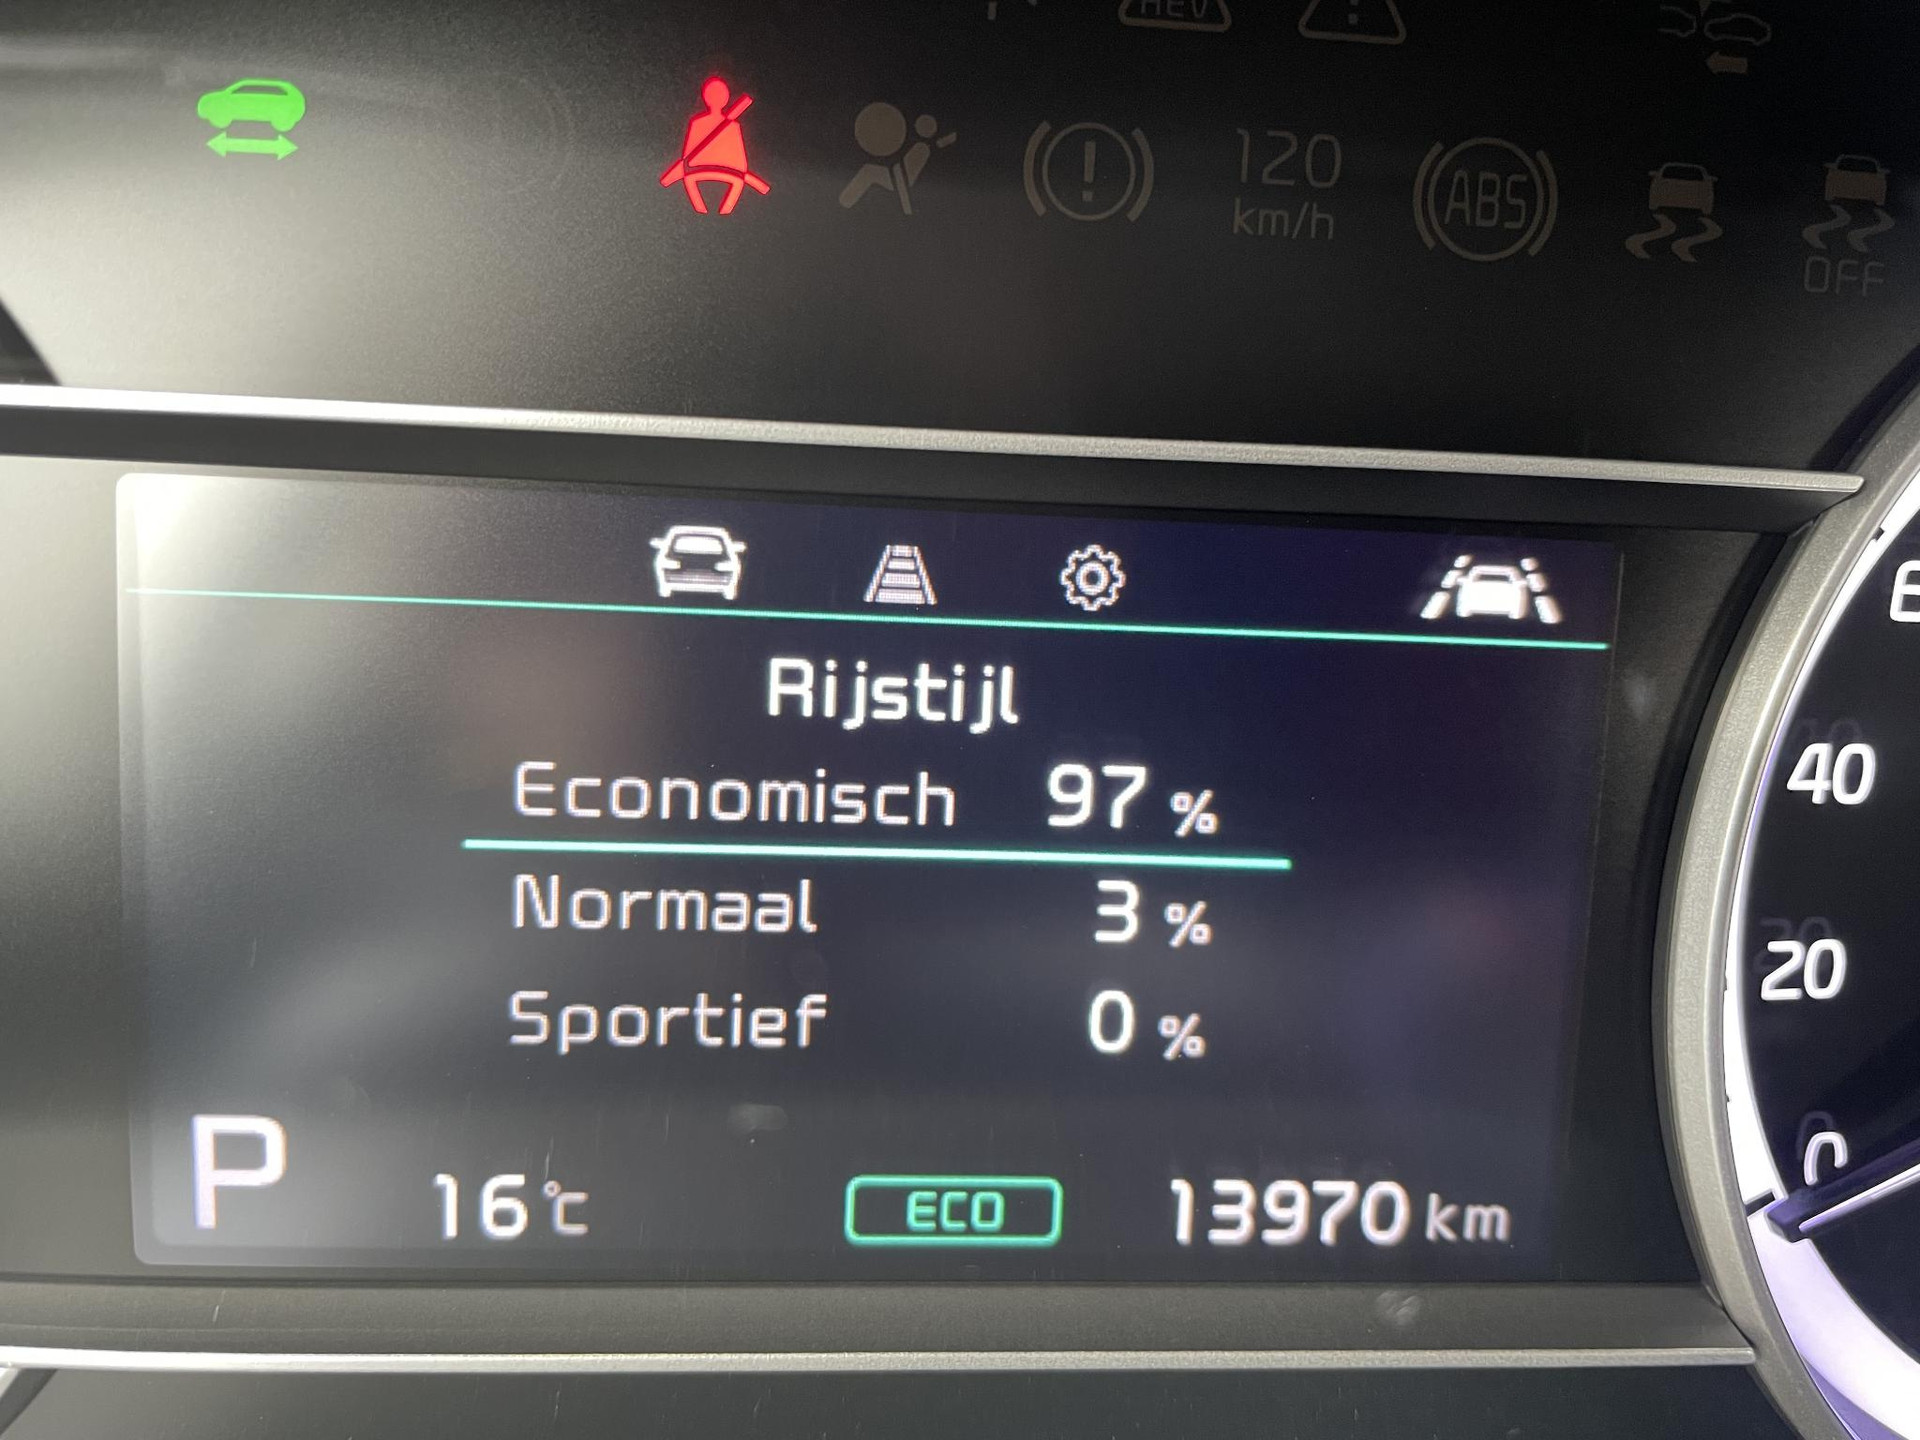 HEV
120
km/h
ABS
OFF
Rijstijl
Economisch 97 %
Normaal 3 %
Sportief 0 %
P 16 °C ECO 13970 km
40
20
0